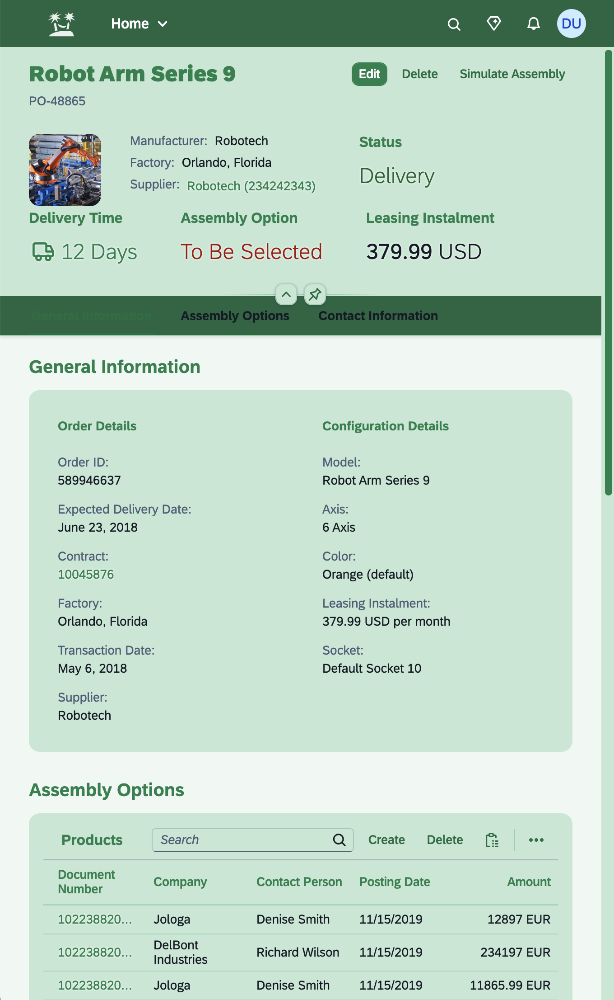 Home
DU
Robot Arm Series 9
Edit Delete Simulate Assembly
PO-48865
Manufacturer: Robotech
Factory: Orlando, Florida
Supplier: Robotech (234242343)
Status
Delivery
Delivery Time
12 Days
Assembly Option
To Be Selected
Leasing Instalment
379.99 USD
General Information Assembly Options Contact Information
General Information
Order Details
Order ID:
589946637
Expected Delivery Date:
June 23, 2018
Contract:
10045876
Factory:
Orlando, Florida
Transaction Date:
May 6, 2018
Supplier:
Robotech
Configuration Details
Model:
Robot Arm Series 9
Axis:
6 Axis
Color:
Orange (default)
Leasing Instalment:
379.99 USD per month
Socket:
Default Socket 10
Assembly Options
Products Search Create Delete
Document Number Company Contact Person Posting Date Amount
102238820... Jologa Denise Smith 11/15/2019 12897 EUR
102238820... DelBont Industries Richard Wilson 11/15/2019 234197 EUR
102238820... Jologa Denise Smith 11/15/2019 11865.99 EUR